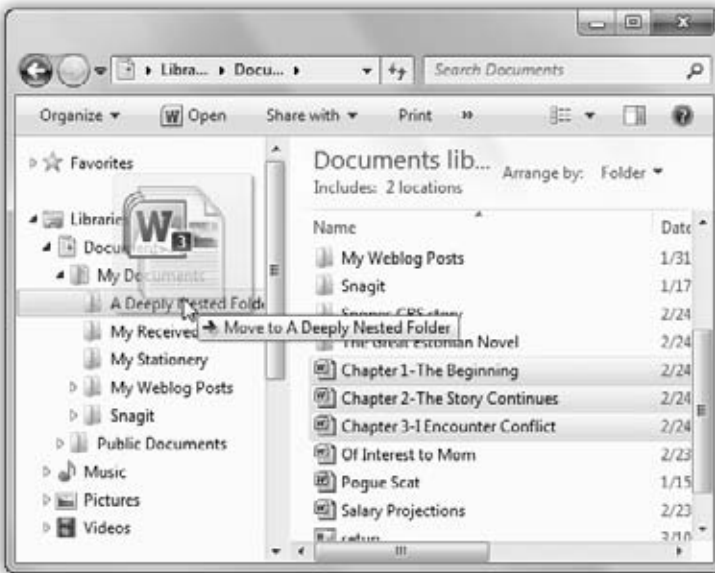 Libra... Docu...
Search Documents
Organize Open Share with Print »
Favorites
Libraries
Documents
My Documents
A Deeply Nested Folde
My Received
My Stationery
My Weblog Posts
Snagit
Public Documents
Music
Pictures
Videos
W
3
Move to A Deeply Nested Folder
Documents lib...
Includes: 2 locations
Arrange by: Folder
Name Date
My Weblog Posts 1/31
Snagit 1/17
2/24
The Great Estonian Novel 2/24
Chapter 1-The Beginning 2/24
Chapter 2-The Story Continues 2/24
Chapter 3-I Encounter Conflict 2/24
Of Interest to Mom 2/23
Pogue Scat 1/15
Salary Projections 2/23
setup 3/10